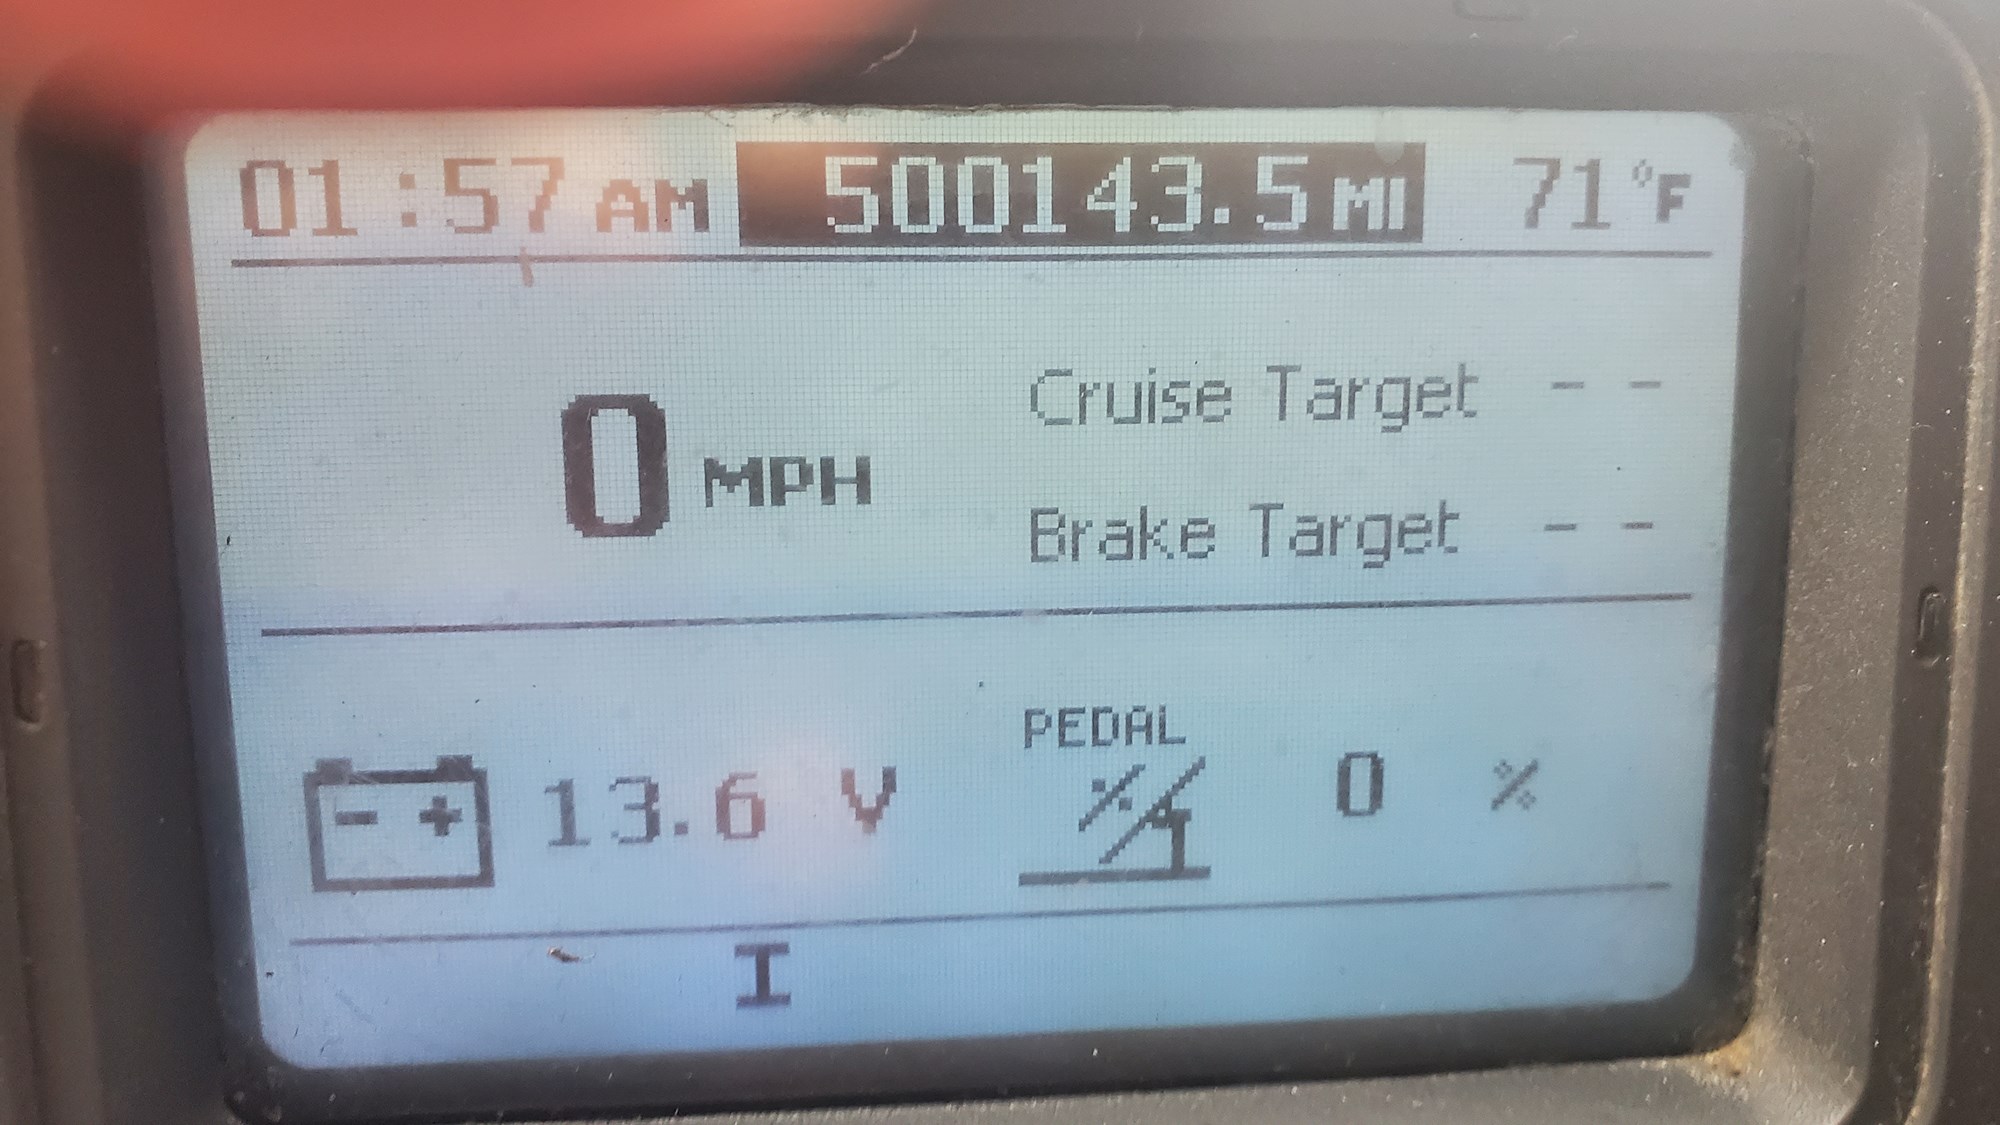 01:57 AM 500143.5 MI 71°F
Cruise Target - -
0 MPH
Brake Target - -
PEDAL
- + 13.6 V % 0 %
I